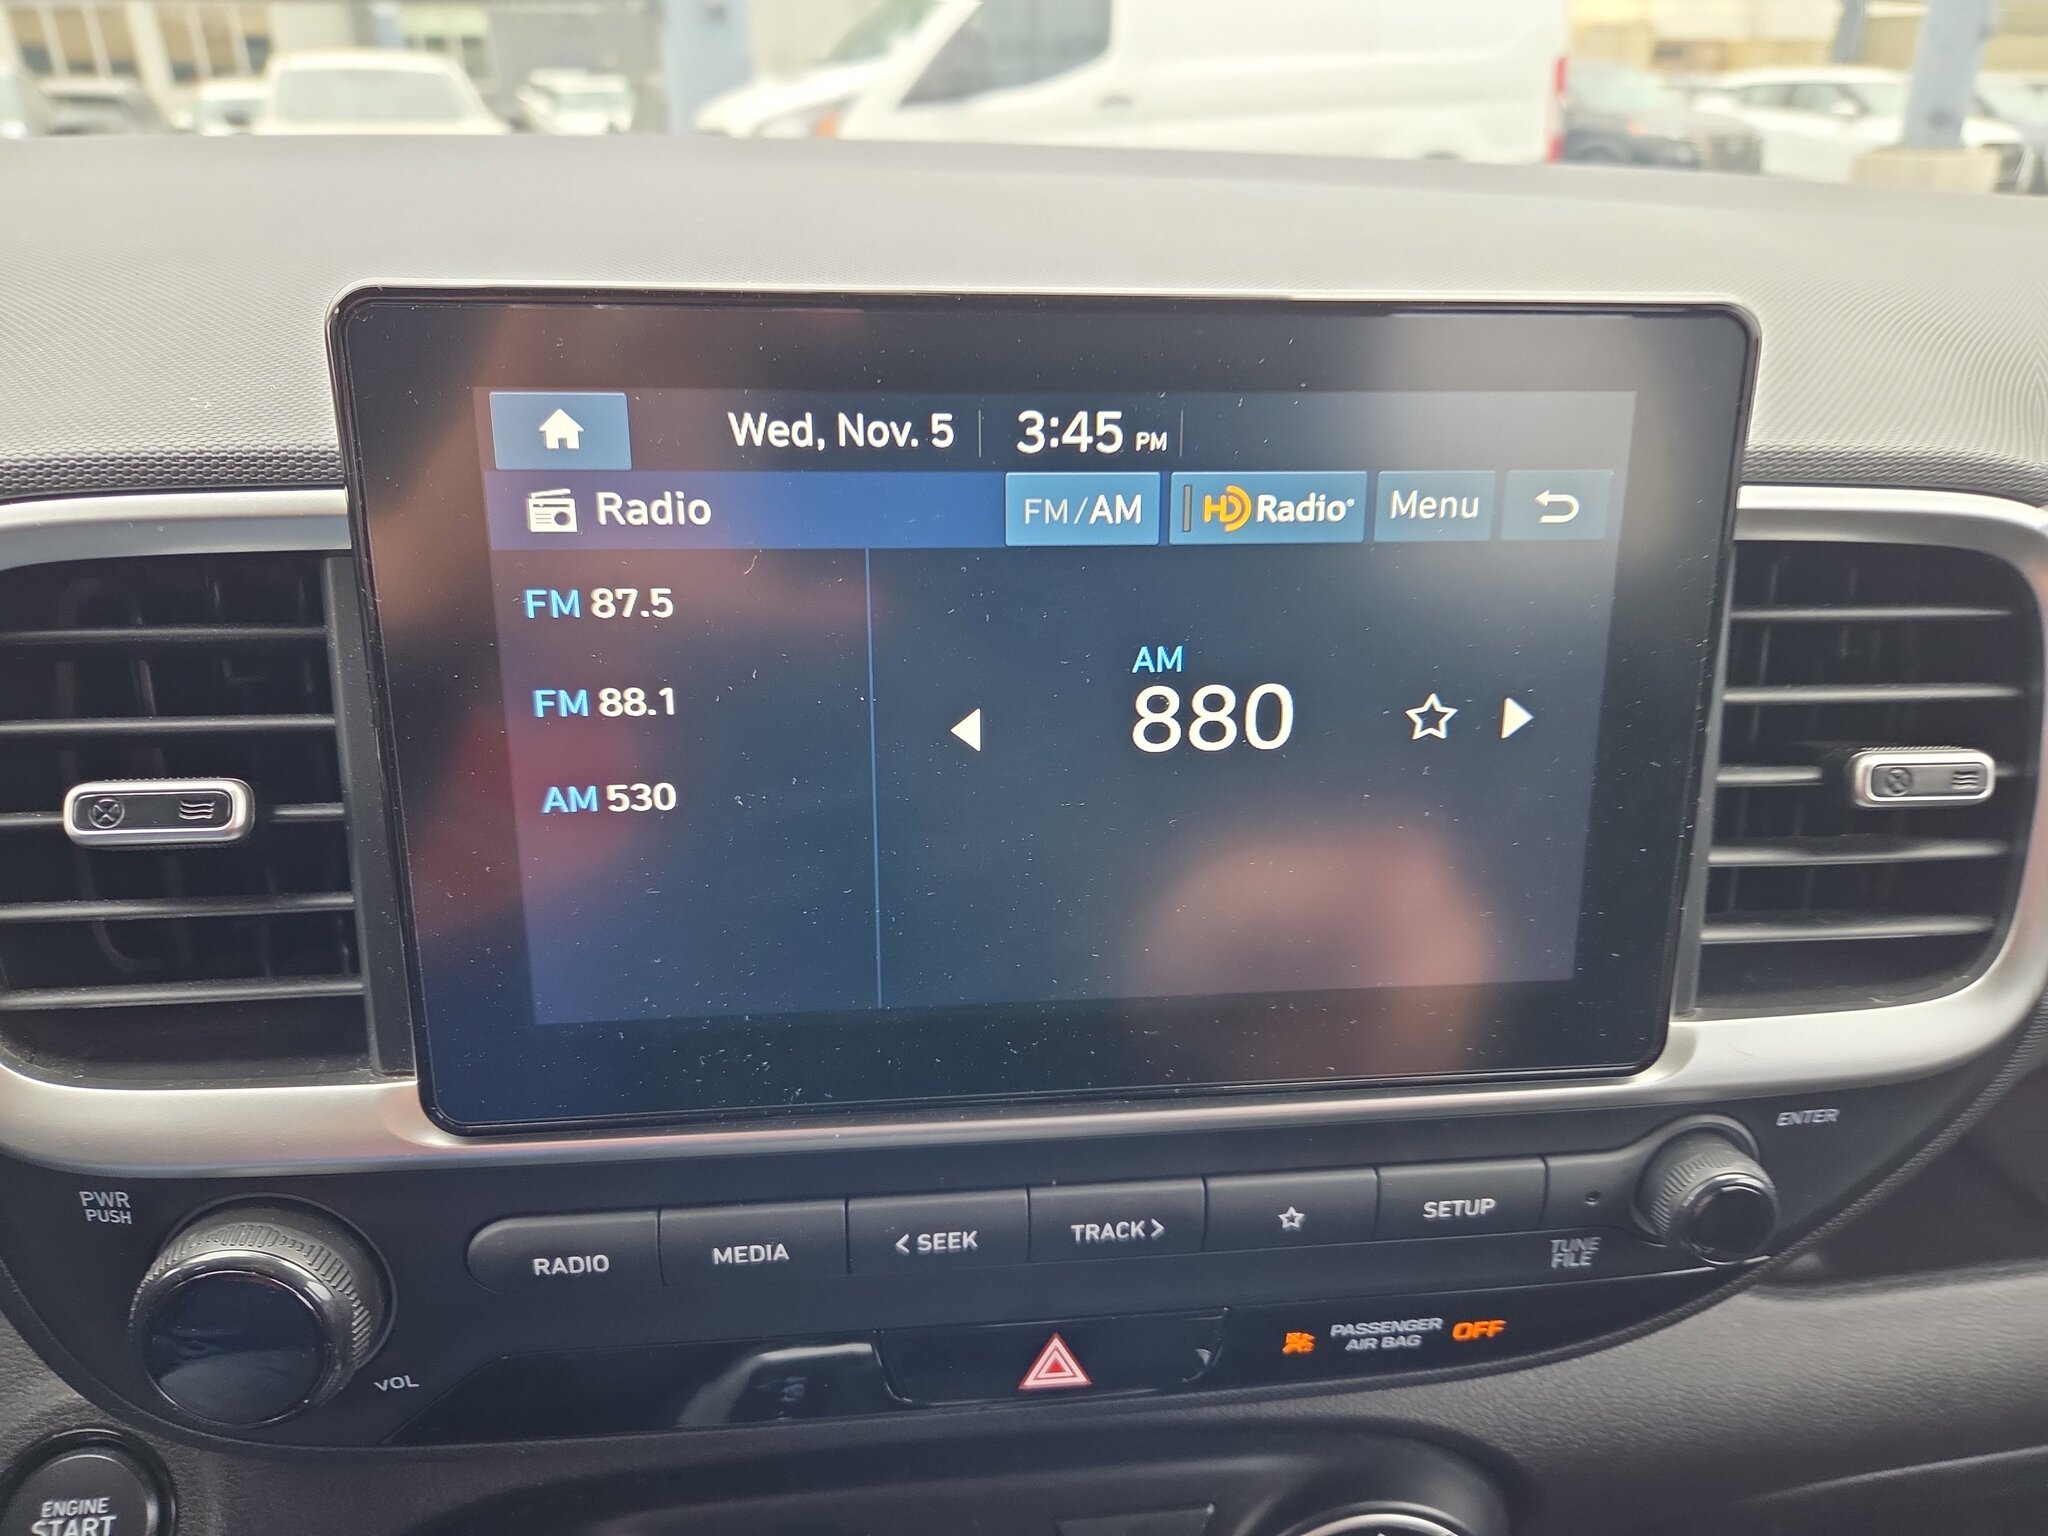 Wed, Nov. 5 3:45 PM
Radio FM/AM HD Radio Menu
FM 87.5
FM 88.1
AM 530
AM
880
PWR
PUSH
VOL
RADIO MEDIA < SEEK TRACK > SETUP
ENTER
TUNE
FILE
PASSENGER
AIR BAG OFF
ENGINE
START